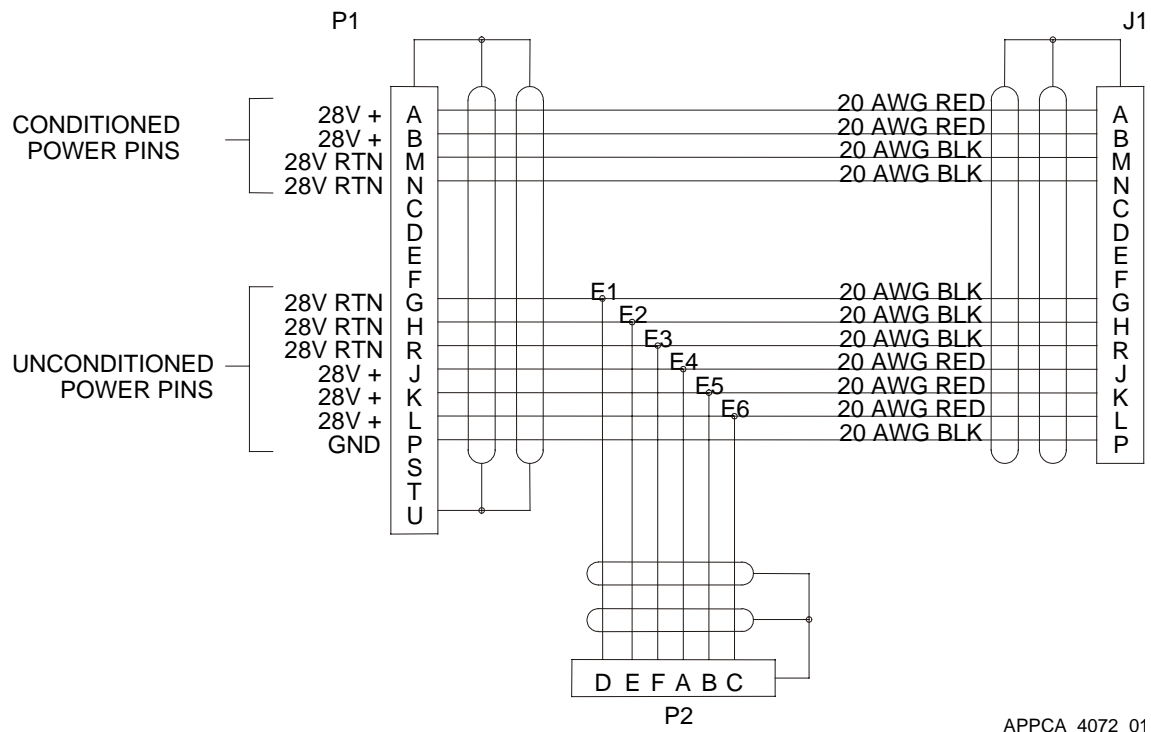 P1
J1
CONDITIONED
POWER PINS
28V +
28V +
28V RTN
28V RTN
A
B
M
N
C
D
E
F
G
H
R
J
K
L
P
S
T
U
20 AWG RED
20 AWG RED
20 AWG BLK
20 AWG BLK
A
B
M
N
C
D
E
F
G
H
R
J
K
L
P
UNCONDITIONED
POWER PINS
28V RTN
28V RTN
28V RTN
28V +
28V +
28V +
GND
E1
E2
E3
E4
E5
E6
20 AWG BLK
20 AWG BLK
20 AWG BLK
20 AWG RED
20 AWG RED
20 AWG RED
20 AWG BLK
D E F A B C
P2
APPCA_4072_01